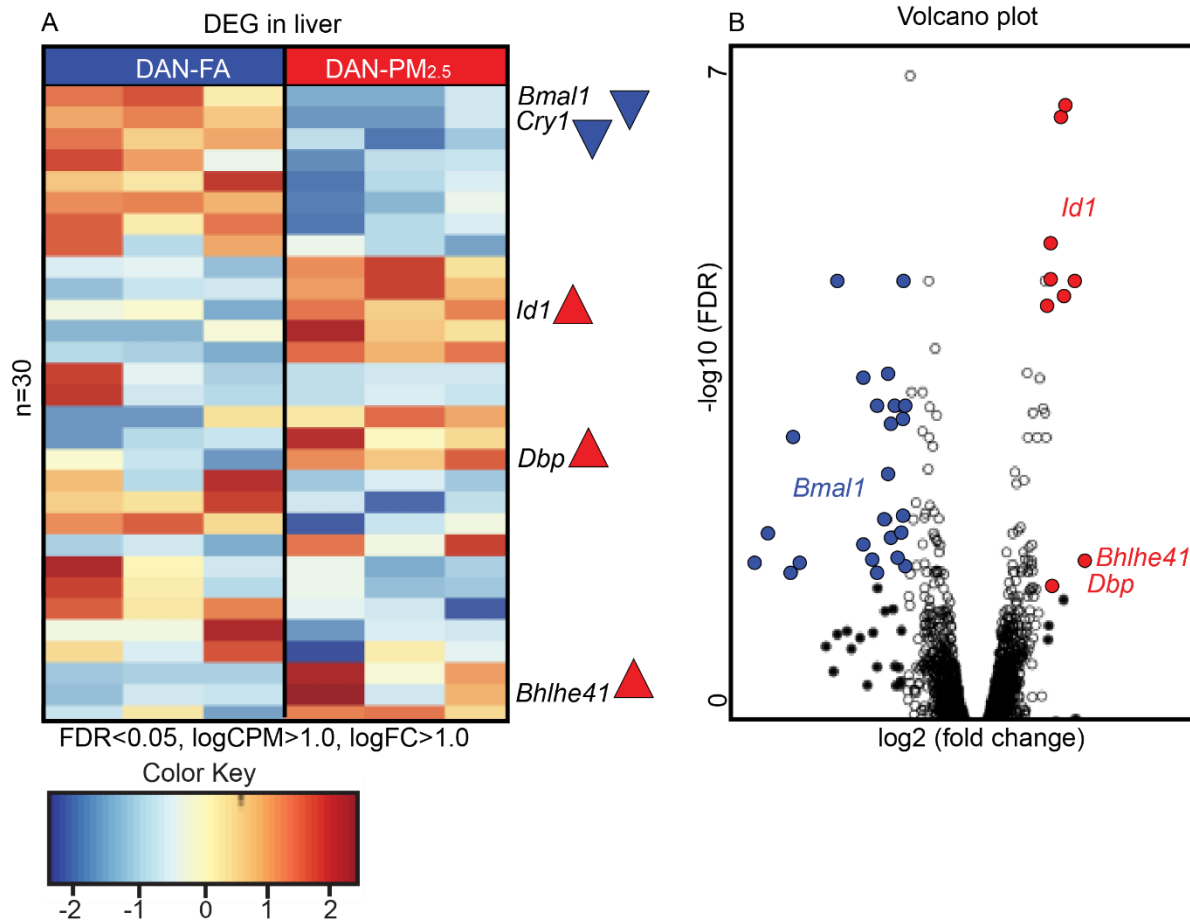 A
DEG in liver
DAN-FA
DAN-PM2.5
Bmal1
Cry1
Id1
Dbp
Bhlhe41
n=30
FDR<0.05, logCPM>1.0, logFC>1.0
Color Key
-2 -1 0 1 2
B
Volcano plot
7
-log10 (FDR)
0
Id1
Bmal1
Bhlhe41
Dbp
log2 (fold change)